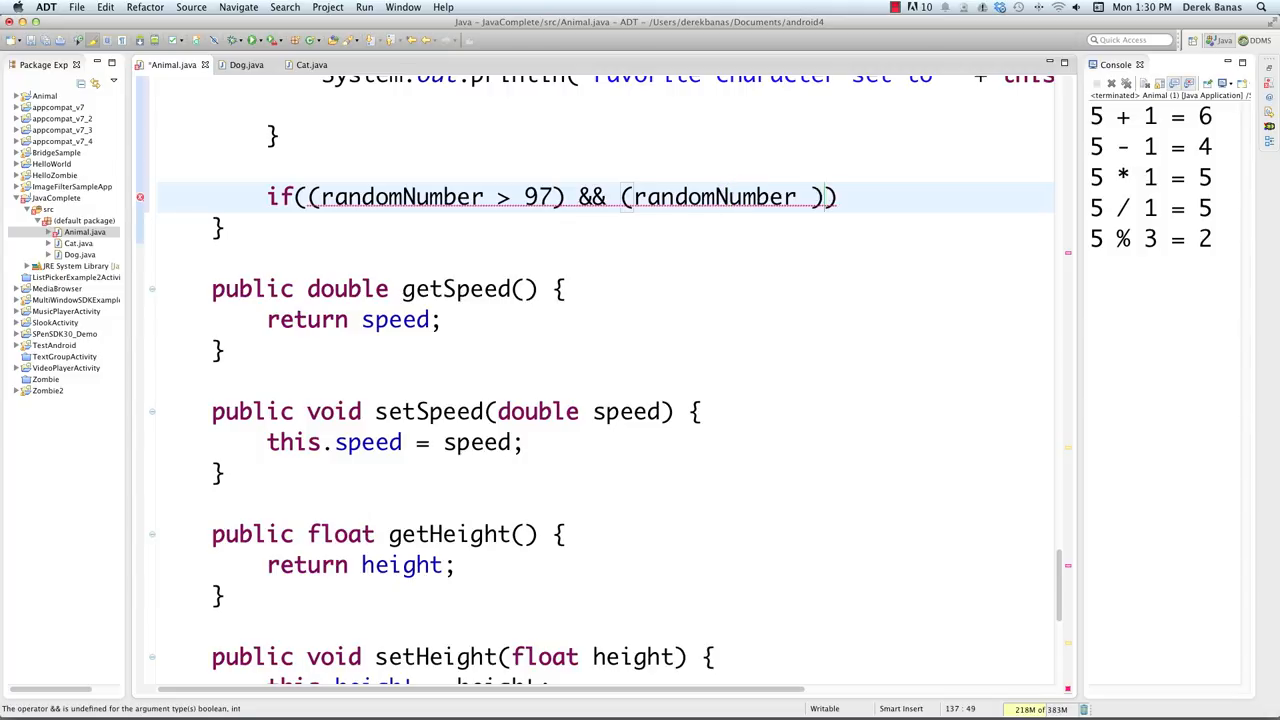 ADT File Edit Refactor Source Navigate Search Project Run Window Help 10 Mon 1:30 PM Derek Banas
Java – JavaComplete/src/Animal.java – ADT – /Users/derekbanas/Documents/android4
Quick Access Java DDMS
Package Exp
*Animal.java Dog.java Cat.java
Console
<terminated> Animal (1) [Java Application] /S
Animal
appcompat_v7
appcompat_v7_2
appcompat_v7_3
appcompat_v7_4
BridgeSample
HelloWorld
HelloZombie
ImageFilterSampleApp
JavaComplete
src
(default package)
Animal.java
Cat.java
Dog.java
JRE System Library [Ja
ListPickerExample2Activi
MediaBrowser
MultiWindowSDKExample
MusicPlayerActivity
SlookActivity
SPenSDK30_Demo
TestAndroid
TextGroupActivity
VideoPlayerActivity
Zombie
Zombie2
System.out.println("Favorite character set to " + this
}
if((randomNumber > 97) && (randomNumber ))
}
public double getSpeed() {
return speed;
}
public void setSpeed(double speed) {
this.speed = speed;
}
public float getHeight() {
return height;
}
public void setHeight(float height) {
this.height = height;
5 + 1 = 6
5 - 1 = 4
5 * 1 = 5
5 / 1 = 5
5 % 3 = 2
The operator && is undefined for the argument type(s) boolean, int
Writable Smart Insert 137 : 49 218M of 383M